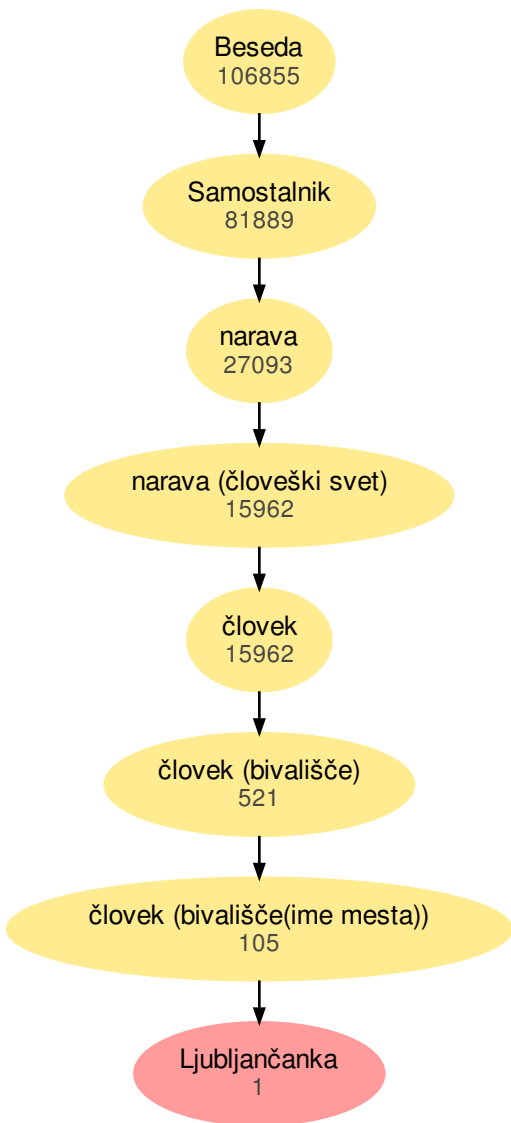 Beseda
106855
Samostalnik
81889
narava
27093
narava (človeški svet)
15962
človek
15962
človek (bivališče)
521
človek (bivališče(ime mesta))
105
Ljubljančanka
1